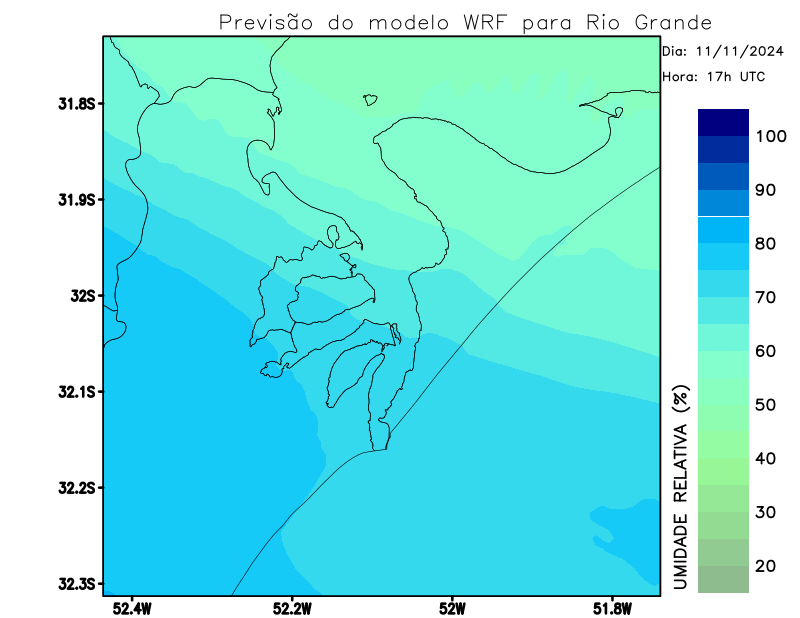 Previsão do modelo WRF para Rio Grande
Dia: 11/11/2024
Hora: 17h UTC
31.8S
31.9S
32S
32.1S
32.2S
32.3S
52.4W
52.2W
52W
51.8W
100
90
80
70
60
50
40
30
20
UMIDADE RELATIVA (%)